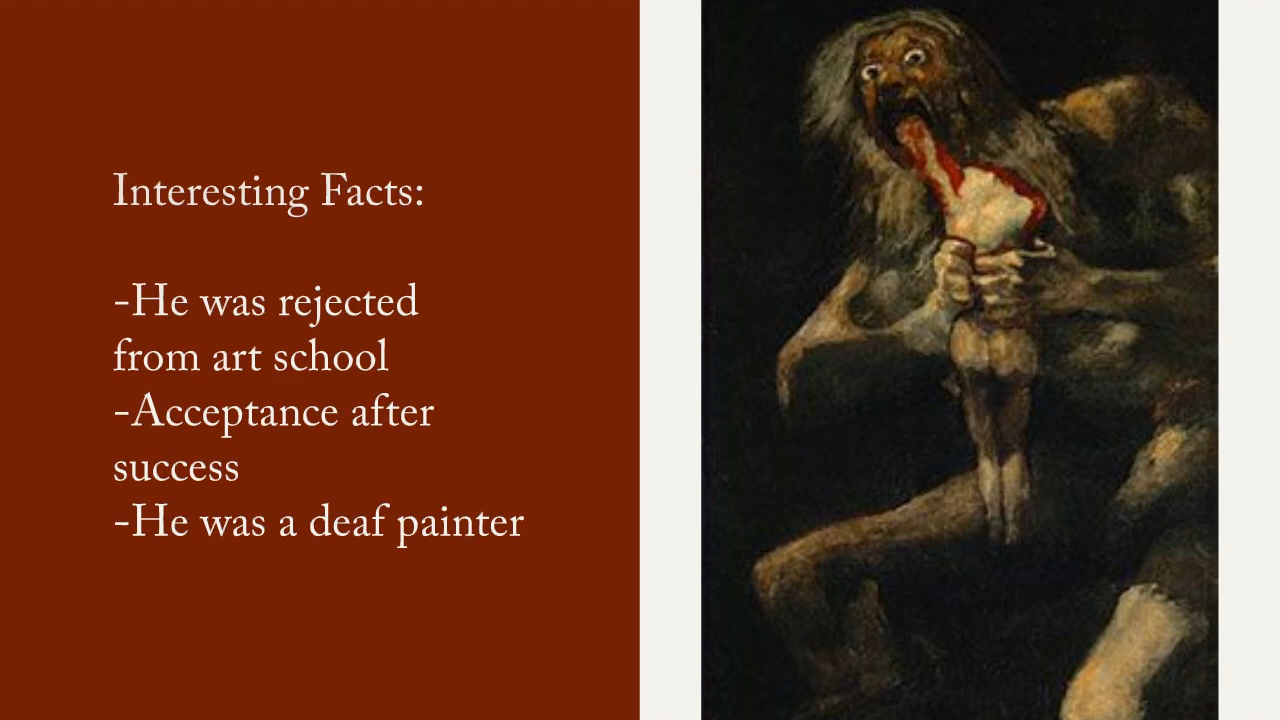 Interesting Facts:
-He was rejected
from art school
-Acceptance after
success
-He was a deaf painter